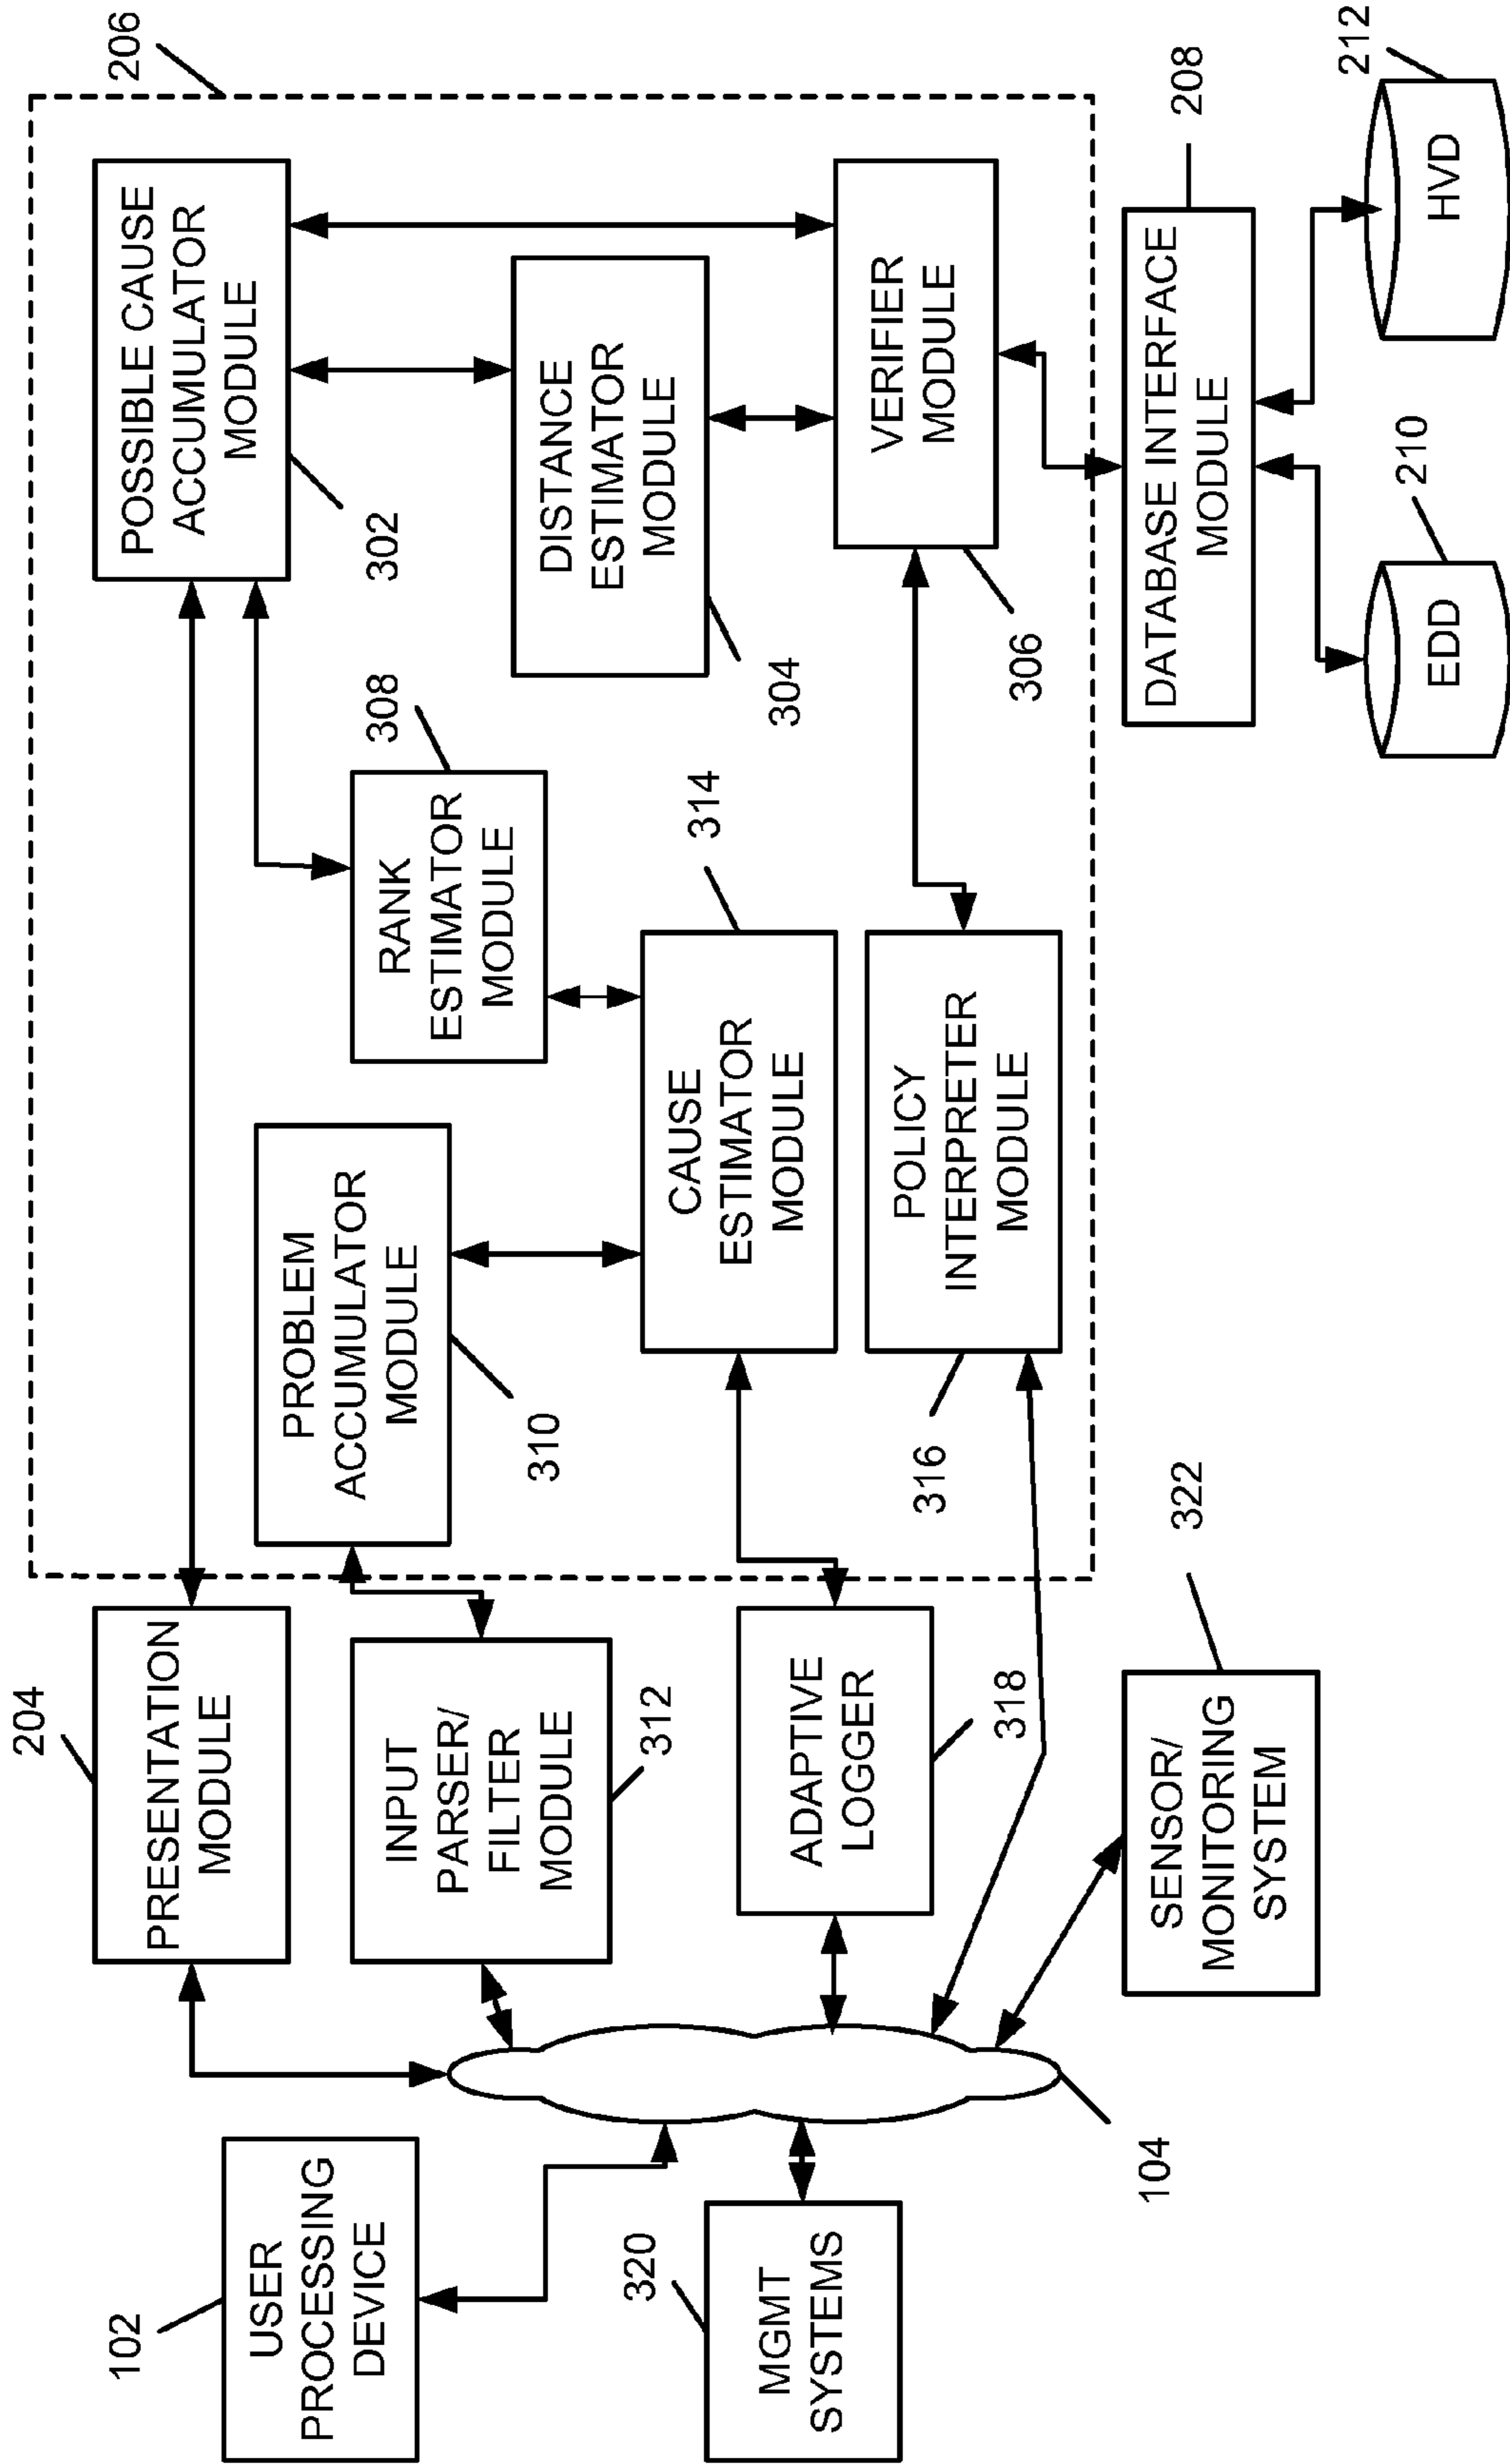 102
USER
PROCESSING
DEVICE
320
MGMT
SYSTEMS
104
204
PRESENTATION
MODULE
INPUT
PARSER/
FILTER
MODULE
312
ADAPTIVE
LOGGER
318
SENSOR/
MONITORING
SYSTEM
322
206
PROBLEM
ACCUMULATOR
MODULE
310
CAUSE
ESTIMATOR
MODULE
314
POLICY
INTERPRETER
MODULE
316
RANK
ESTIMATOR
MODULE
308
POSSIBLE CAUSE
ACCUMULATOR
MODULE
302
DISTANCE
ESTIMATOR
MODULE
304
VERIFIER
MODULE
306
DATABASE INTERFACE
MODULE
208
EDD
210
HVD
212